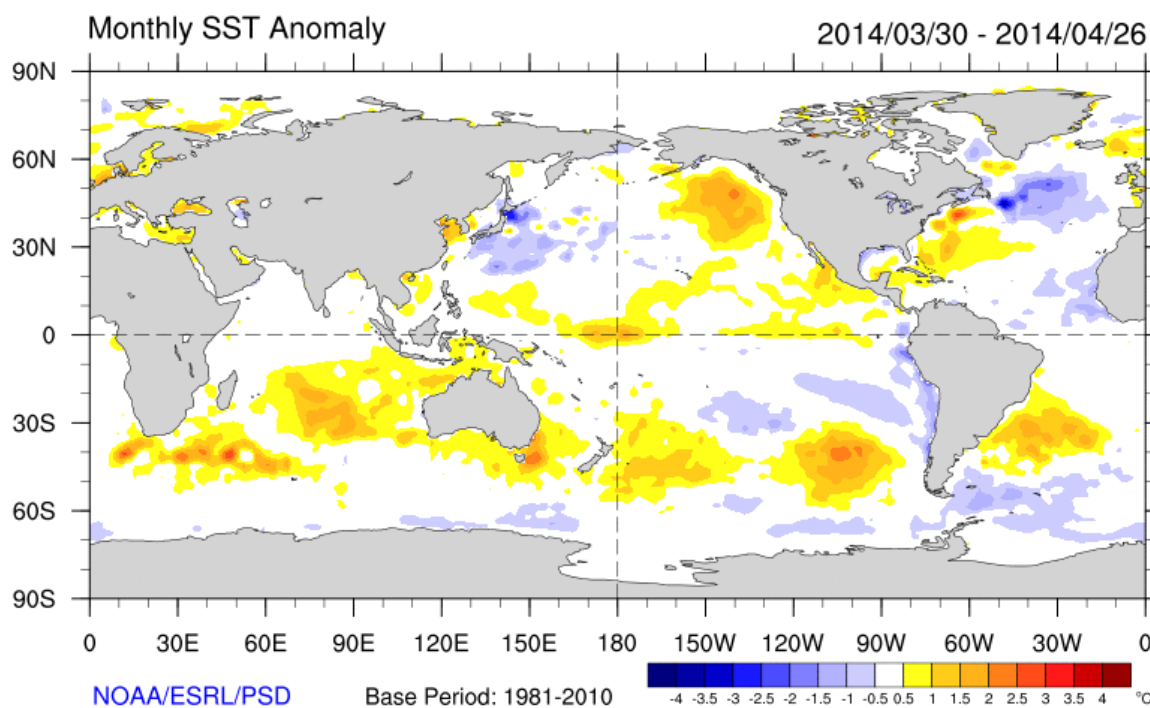 Monthly SST Anomaly 2014/03/30 - 2014/04/26
90N
60N
30N
0
30S
60S
90S
0 30E 60E 90E 120E 150E 180 150W 120W 90W 60W 30W 0
NOAA/ESRL/PSD Base Period: 1981-2010
-4 -3.5 -3 -2.5 -2 -1.5 -1 -0.5 0.5 1 1.5 2 2.5 3 3.5 4 °C